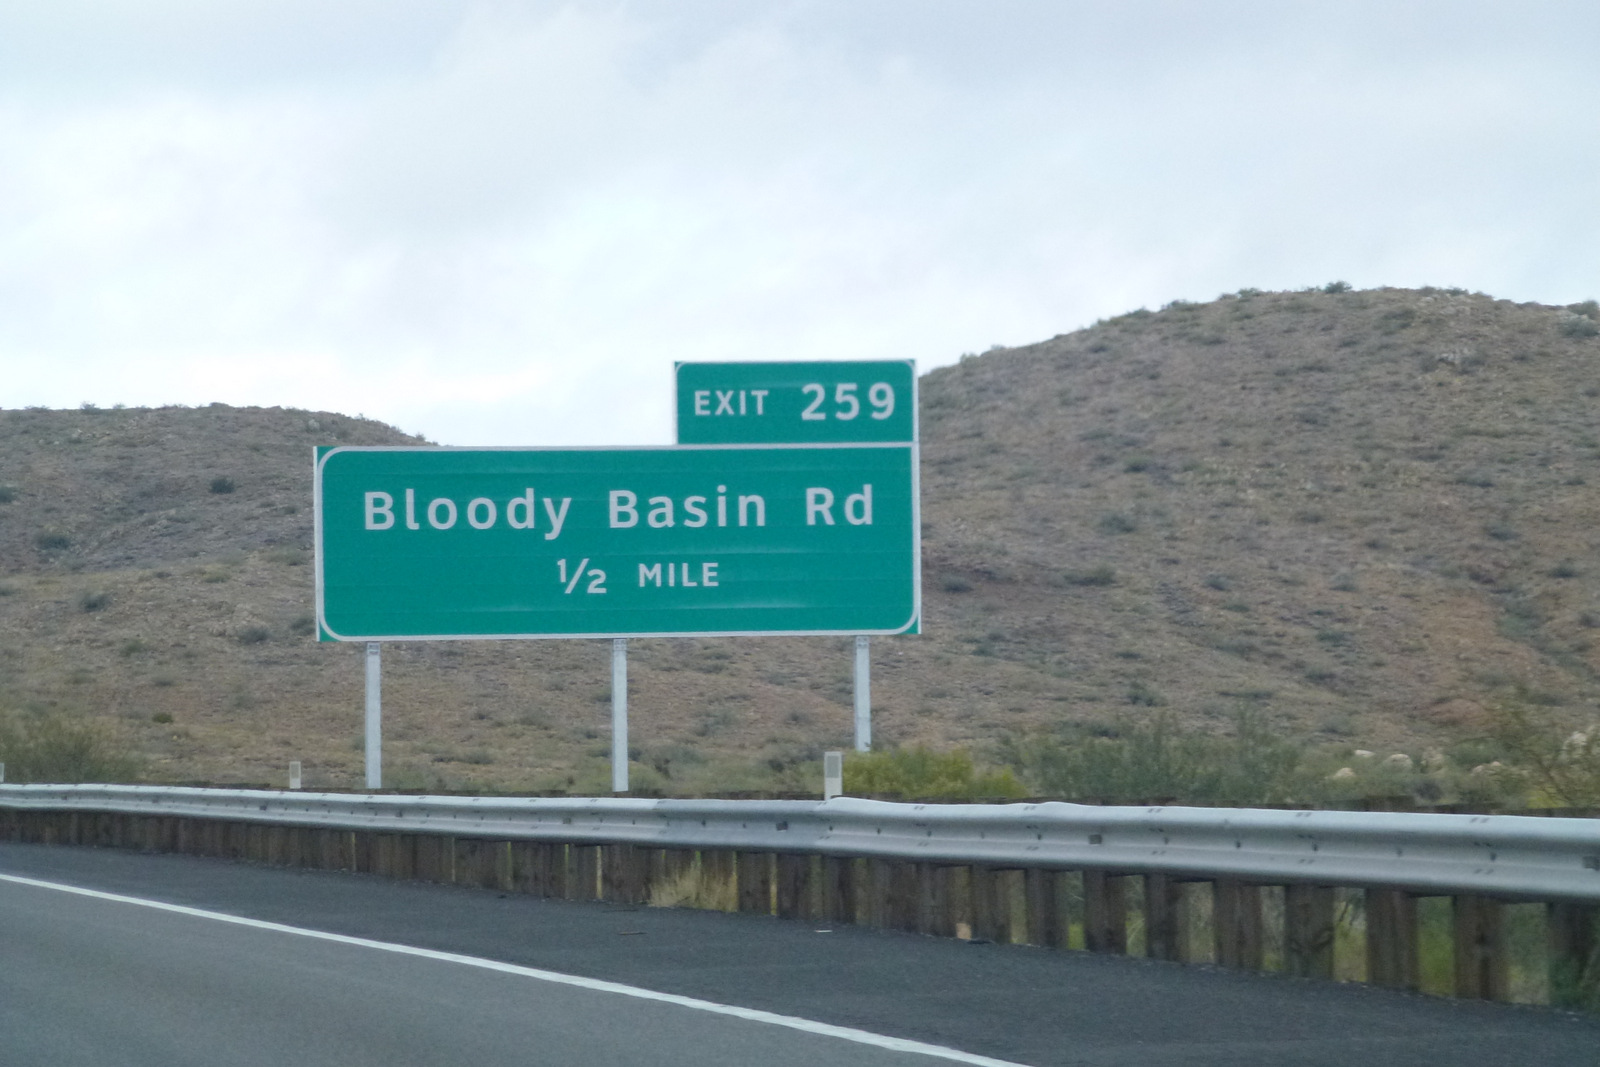 EXIT 259
Bloody Basin Rd
½ MILE